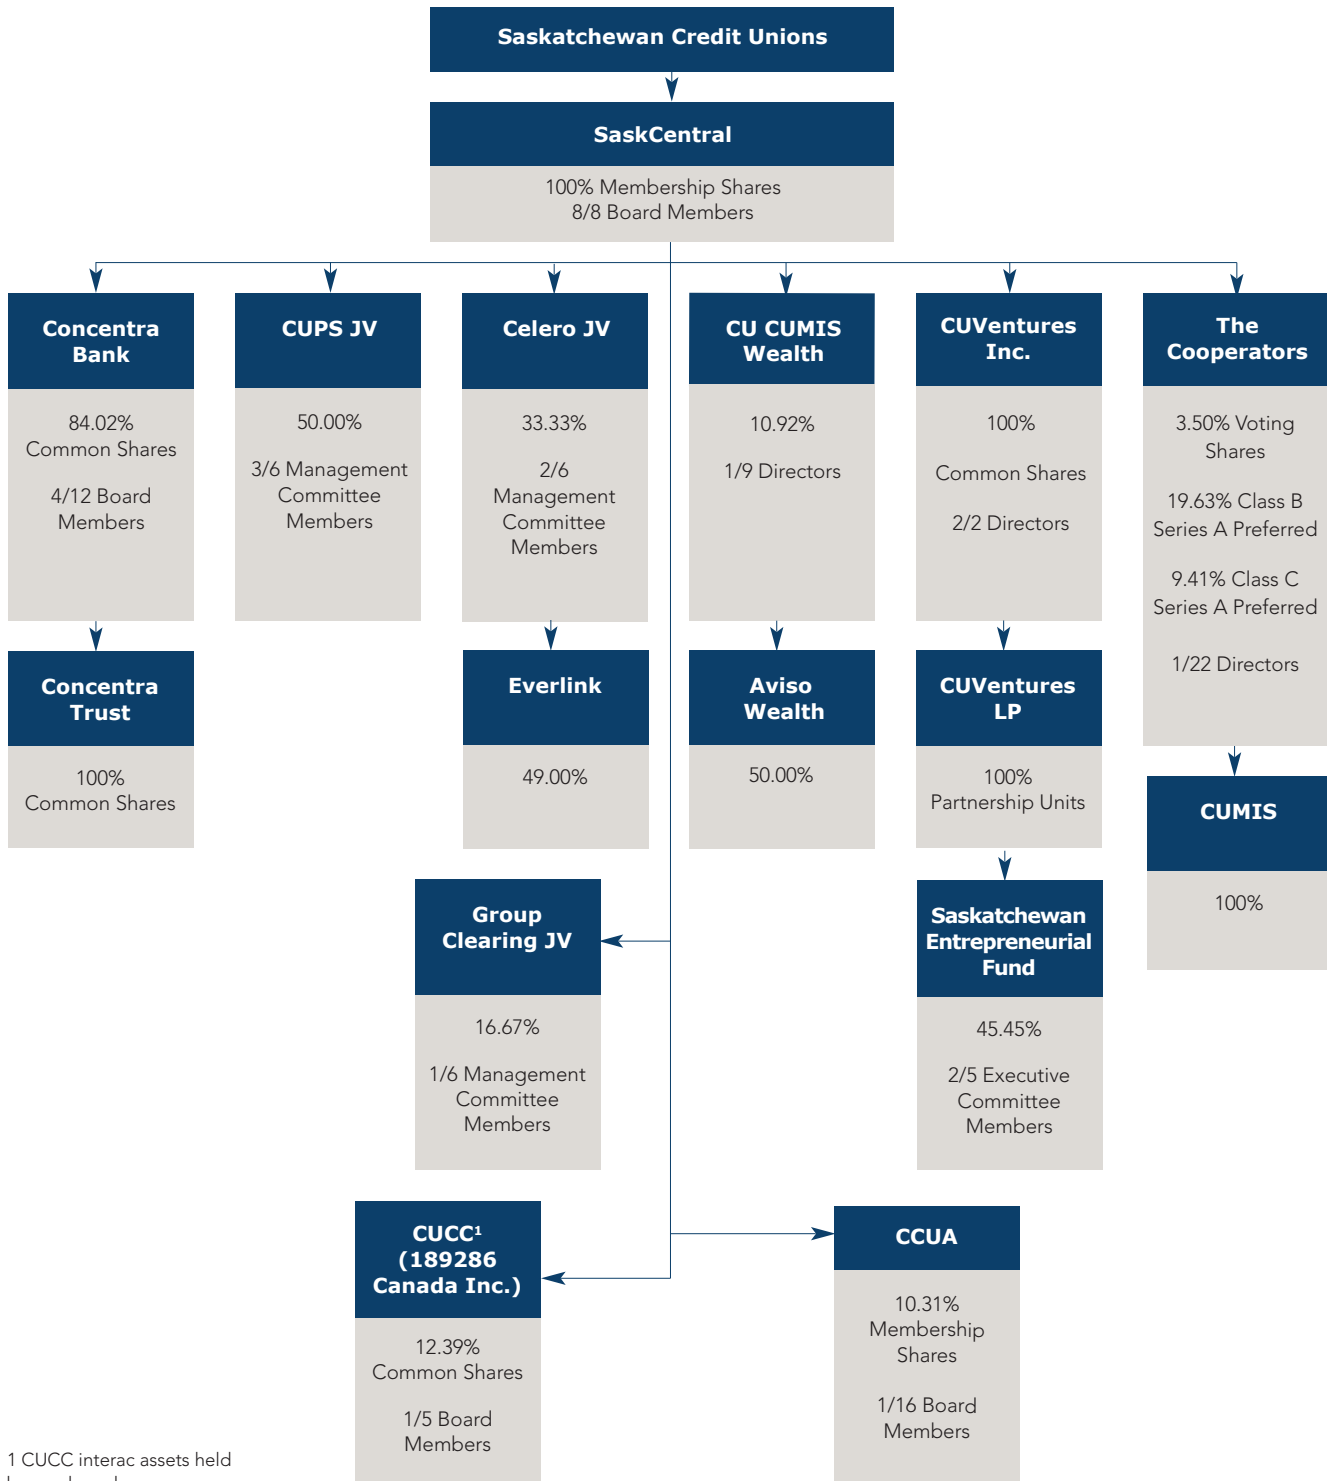 Saskatchewan Credit Unions
SaskCentral
100% Membership Shares
8/8 Board Members
Concentra
Bank
84.02%
Common Shares
4/12 Board
Members
CUPS JV
50.00%
3/6 Management
Committee
Members
Celero JV
33.33%
2/6
Management
Committee
Members
CU CUMIS
Wealth
10.92%
1/9 Directors
CUVentures
Inc.
100%
Common Shares
2/2 Directors
The
Cooperators
3.50% Voting
Shares
19.63% Class B
Series A Preferred
9.41% Class C
Series A Preferred
1/22 Directors
Concentra
Trust
100%
Common Shares
Everlink
49.00%
Aviso
Wealth
50.00%
CUVentures
LP
100%
Partnership Units
CUMIS
100%
Group
Clearing JV
16.67%
1/6 Management
Committee
Members
Saskatchewan
Entrepreneurial
Fund
45.45%
2/5 Executive
Committee
Members
CUCC¹
(189286
Canada Inc.)
12.39%
Common Shares
1/5 Board
Members
CCUA
10.31%
Membership
Shares
1/16 Board
Members
1 CUCC interac assets held